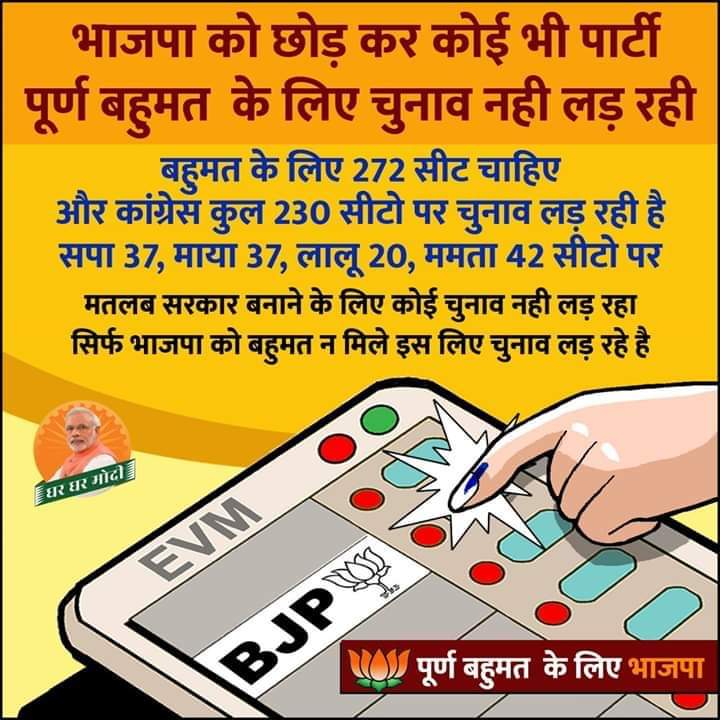 भाजपा को छोड़ कर कोई भी पार्टी
पूर्ण बहुमत के लिए चुनाव नही लड़ रही
बहुमत के लिए 272 सीट चाहिए
और कांग्रेस कुल 230 सीटो पर चुनाव लड़ रही है
सपा 37, माया 37, लालू 20, ममता 42 सीटो पर
मतलब सरकार बनाने के लिए कोई चुनाव नही लड़ रहा
सिर्फ भाजपा को बहुमत न मिले इस लिए चुनाव लड़ रहे है
घर घर मोदी
EVM
BJP
पूर्ण बहुमत के लिए भाजपा